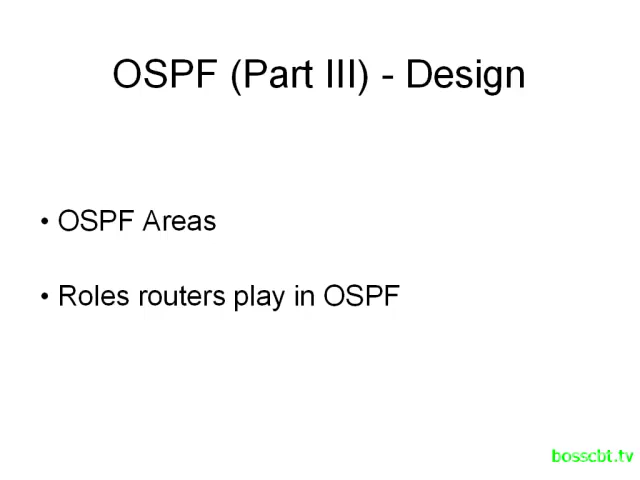 OSPF (Part III) - Design
• OSPF Areas
• Roles routers play in OSPF
bosscbt.tv